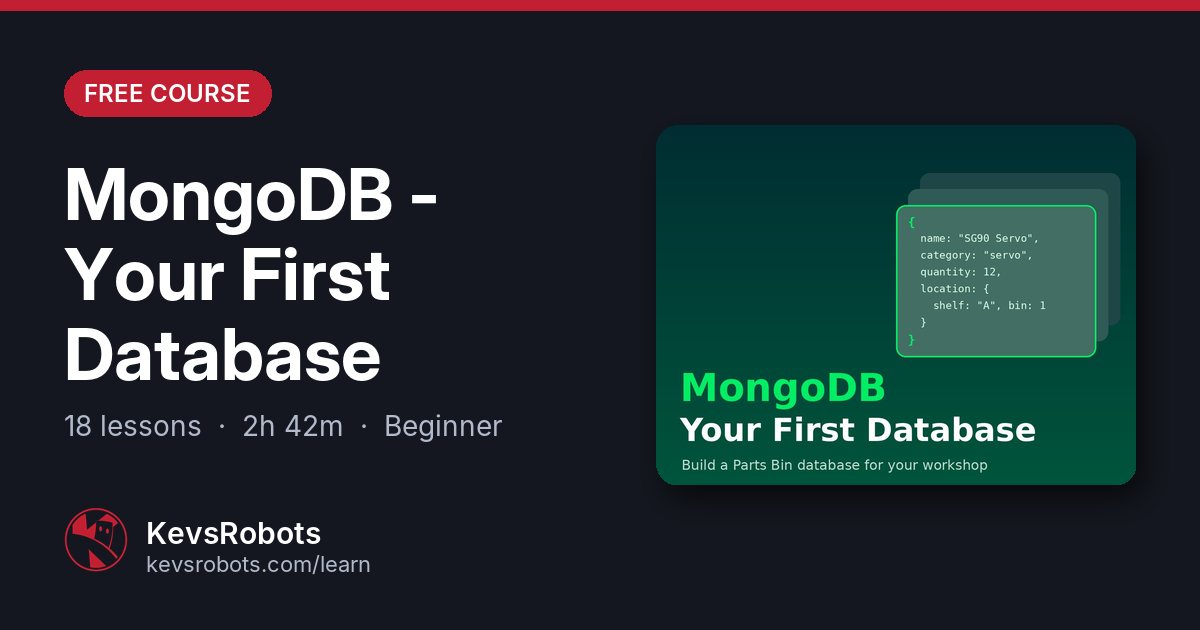 FREE COURSE
MongoDB -
Your First
Database
18 lessons · 2h 42m · Beginner
KevsRobots
kevsrobots.com/learn
{
name: "SG90 Servo",
category: "servo",
quantity: 12,
location: {
shelf: "A", bin: 1
}
}
MongoDB
Your First Database
Build a Parts Bin database for your workshop